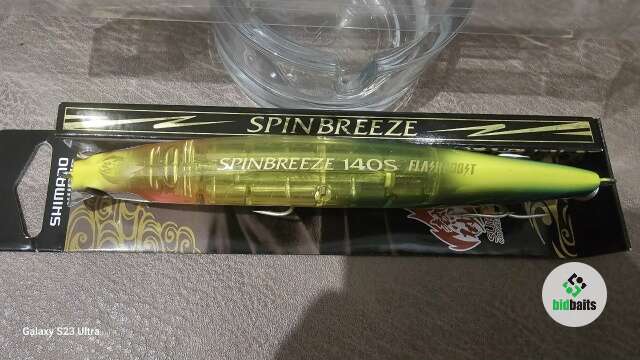 SPINBREEZE
SPINBREEZE 140S FLASHBOOST
SHIMANO
bidbaits
Galaxy S23 Ultra